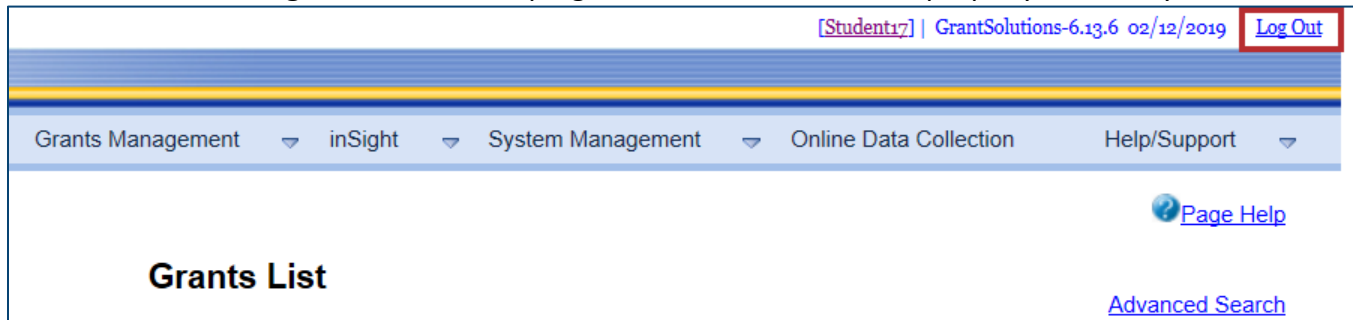 [Student17] | GrantSolutions-6.13.6 02/12/2019 Log Out
Grants Management inSight System Management Online Data Collection Help/Support
Page Help
Grants List
Advanced Search